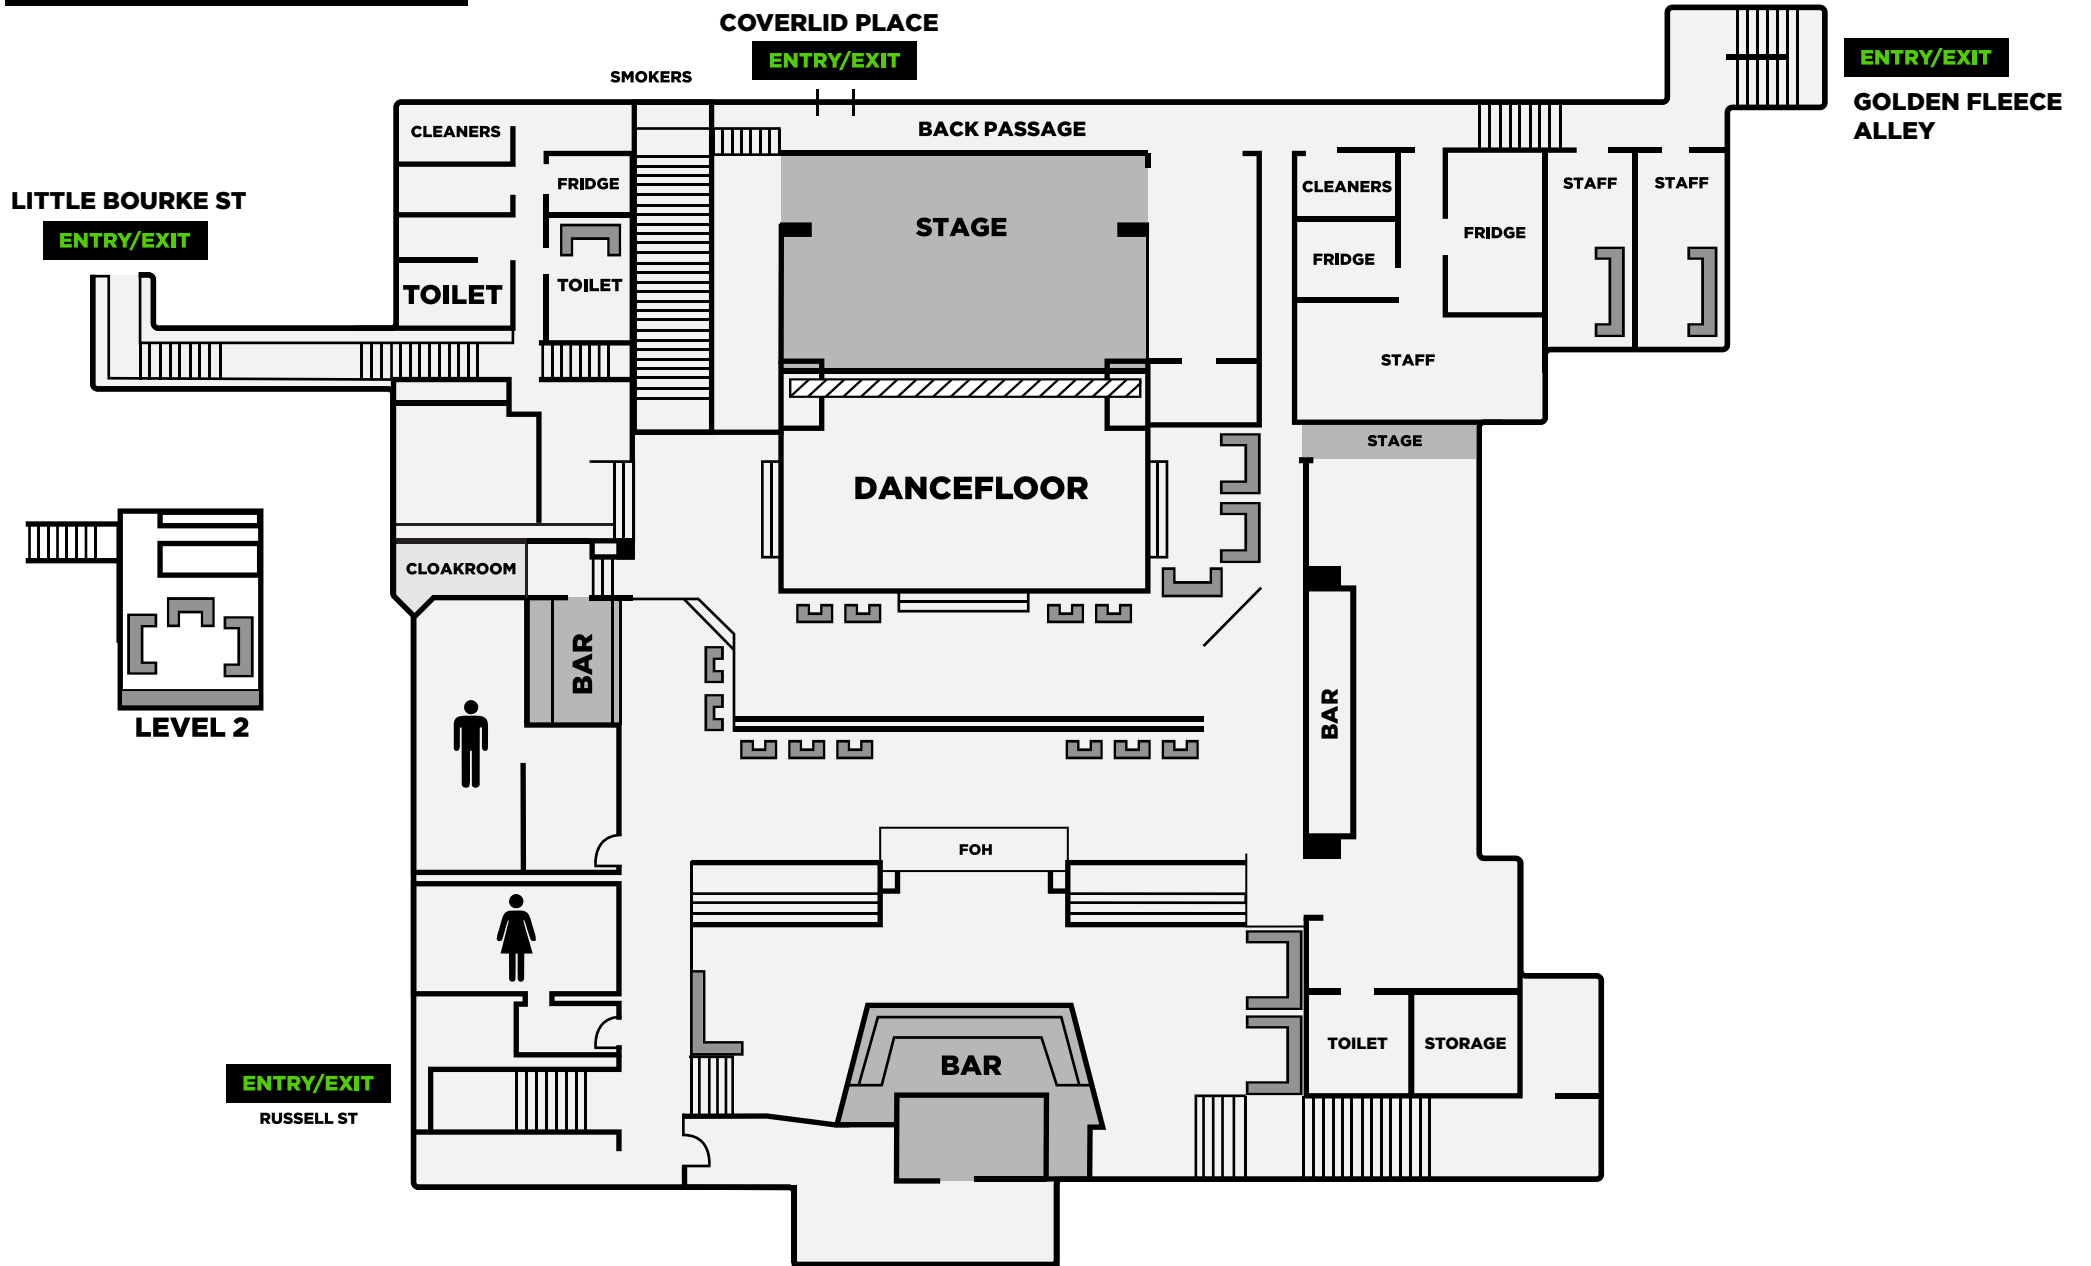 COVERLID PLACE
ENTRY/EXIT
SMOKERS
ENTRY/EXIT
GOLDEN FLEECE
ALLEY
CLEANERS
BACK PASSAGE
FRIDGE
CLEANERS
STAFF
STAFF
LITTLE BOURKE ST
ENTRY/EXIT
STAGE
FRIDGE
FRIDGE
TOILET
TOILET
STAFF
STAGE
DANCEFLOOR
CLOAKROOM
BAR
BAR
LEVEL 2
FOH
TOILET
STORAGE
BAR
ENTRY/EXIT
RUSSELL ST